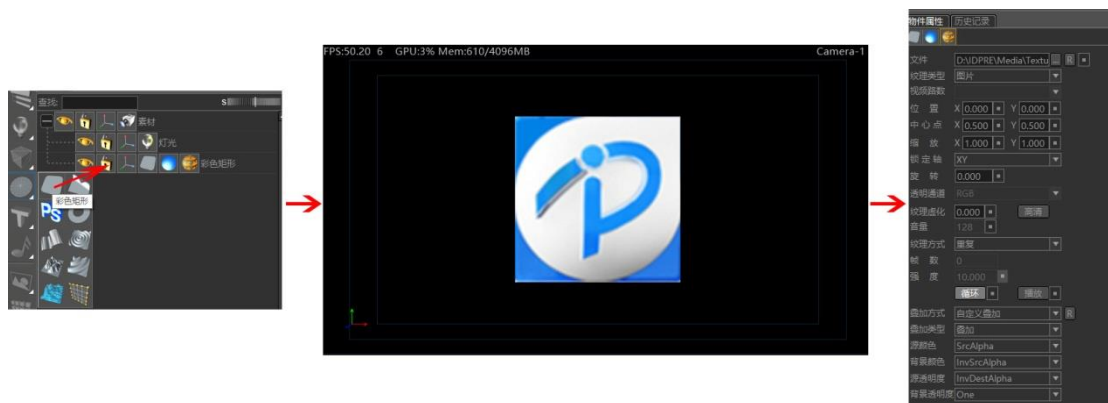 查找:
S
素材
灯光
彩色矩形
彩色矩形
PS
T
FPS:50.20 6 GPU:3% Mem:610/4096MB Camera-1
物件属性 历史记录
文件 D:\IDPRE\Media\Textu ... R
纹理类型 图片
视频路数
位 置 X 0.000 Y 0.000
中 心 点 X 0.500 Y 0.500
缩 放 X 1.000 Y 1.000
锁 定 轴 XY
旋 转 0.000
透明通道 RGB
纹理虚化 0.000 高清
音量 128
纹理方式 重复
帧 数 0
强 度 10.000
循环 播放
叠加方式 自定义叠加 R
叠加类型 叠加
源颜色 SrcAlpha
背景颜色 InvSrcAlpha
源透明度 InvDestAlpha
背景透明度 One